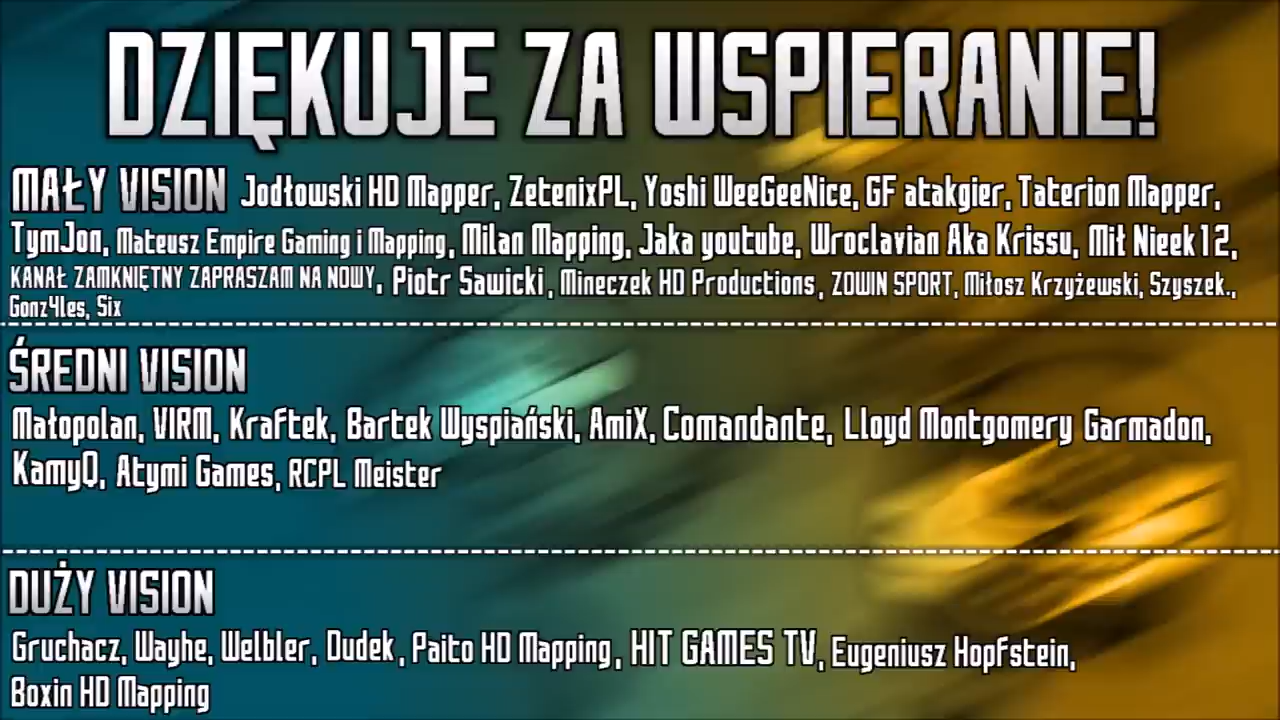 DZIĘKUJE ZA WSPIERANIE!
MAŁY VISION Jodłowski HD Mapper, ZetenixPL, Yoshi WeeGeeNice, GF atakgier, Taterion Mapper,
TymJon, Mateusz Empire Gaming i Mapping, Milan Mapping, Jaka youtube, Wroclavian Aka Krissu, Mił Nieek12,
KANAŁ ZAMKNIĘTNY ZAPRASZAM NA NOWY, Piotr Sawicki, Mineczek HD Productions, ZOWIN SPORT, Miłosz Krzyżewski, Szyszek.,
Gonz4les, Six
ŚREDNI VISION
Małopolan, VIRM, Kraftek, Bartek Wyspiański, AmiX, Comandante, Lloyd Montgomery Garmadon,
KamyQ, Atymi Games, RCPL Meister
DUŻY VISION
Gruchacz, Wayhe, Welbler, Dudek, Paito HD Mapping, HIT GAMES TV, Eugeniusz Hopfstein,
Boxin HD Mapping